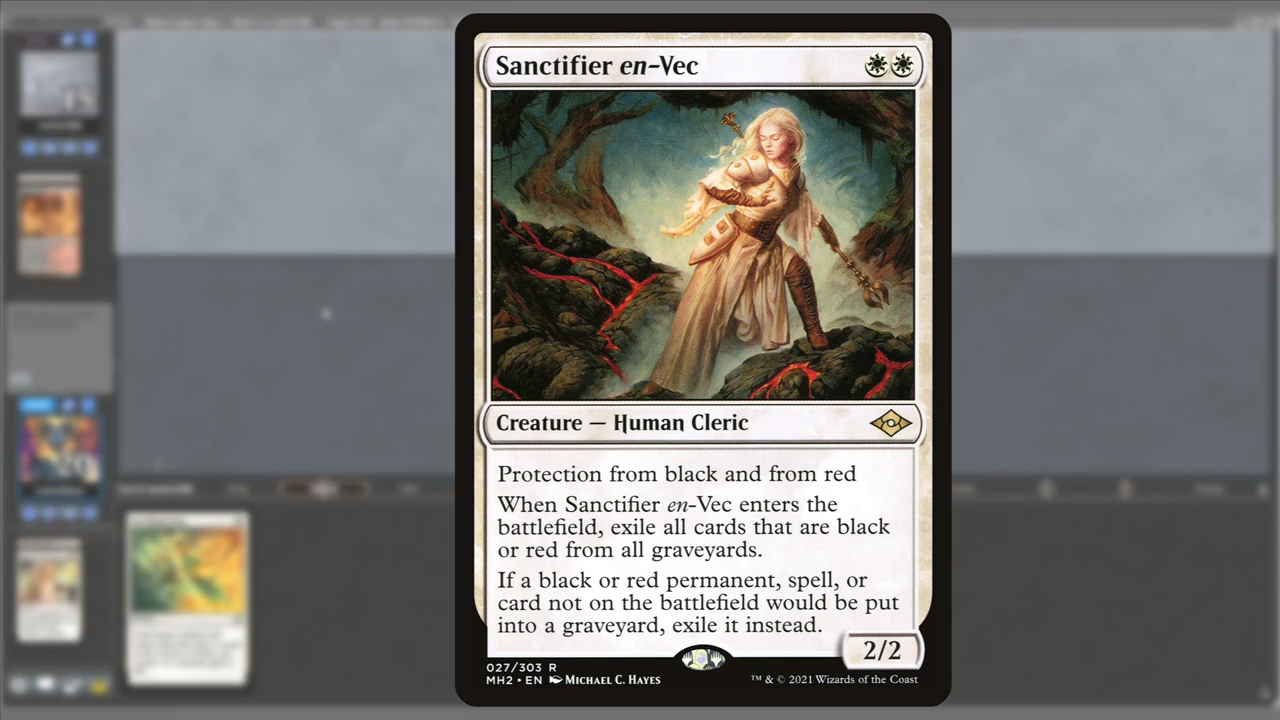 Sanctifier en-Vec
Creature — Human Cleric
Protection from black and from red
When Sanctifier en-Vec enters the
battlefield, exile all cards that are black
or red from all graveyards.
If a black or red permanent, spell, or
card not on the battlefield would be put
into a graveyard, exile it instead.
2/2
027/303 R
MH2 • EN Michael C. Hayes
™ & © 2021 Wizards of the Coast